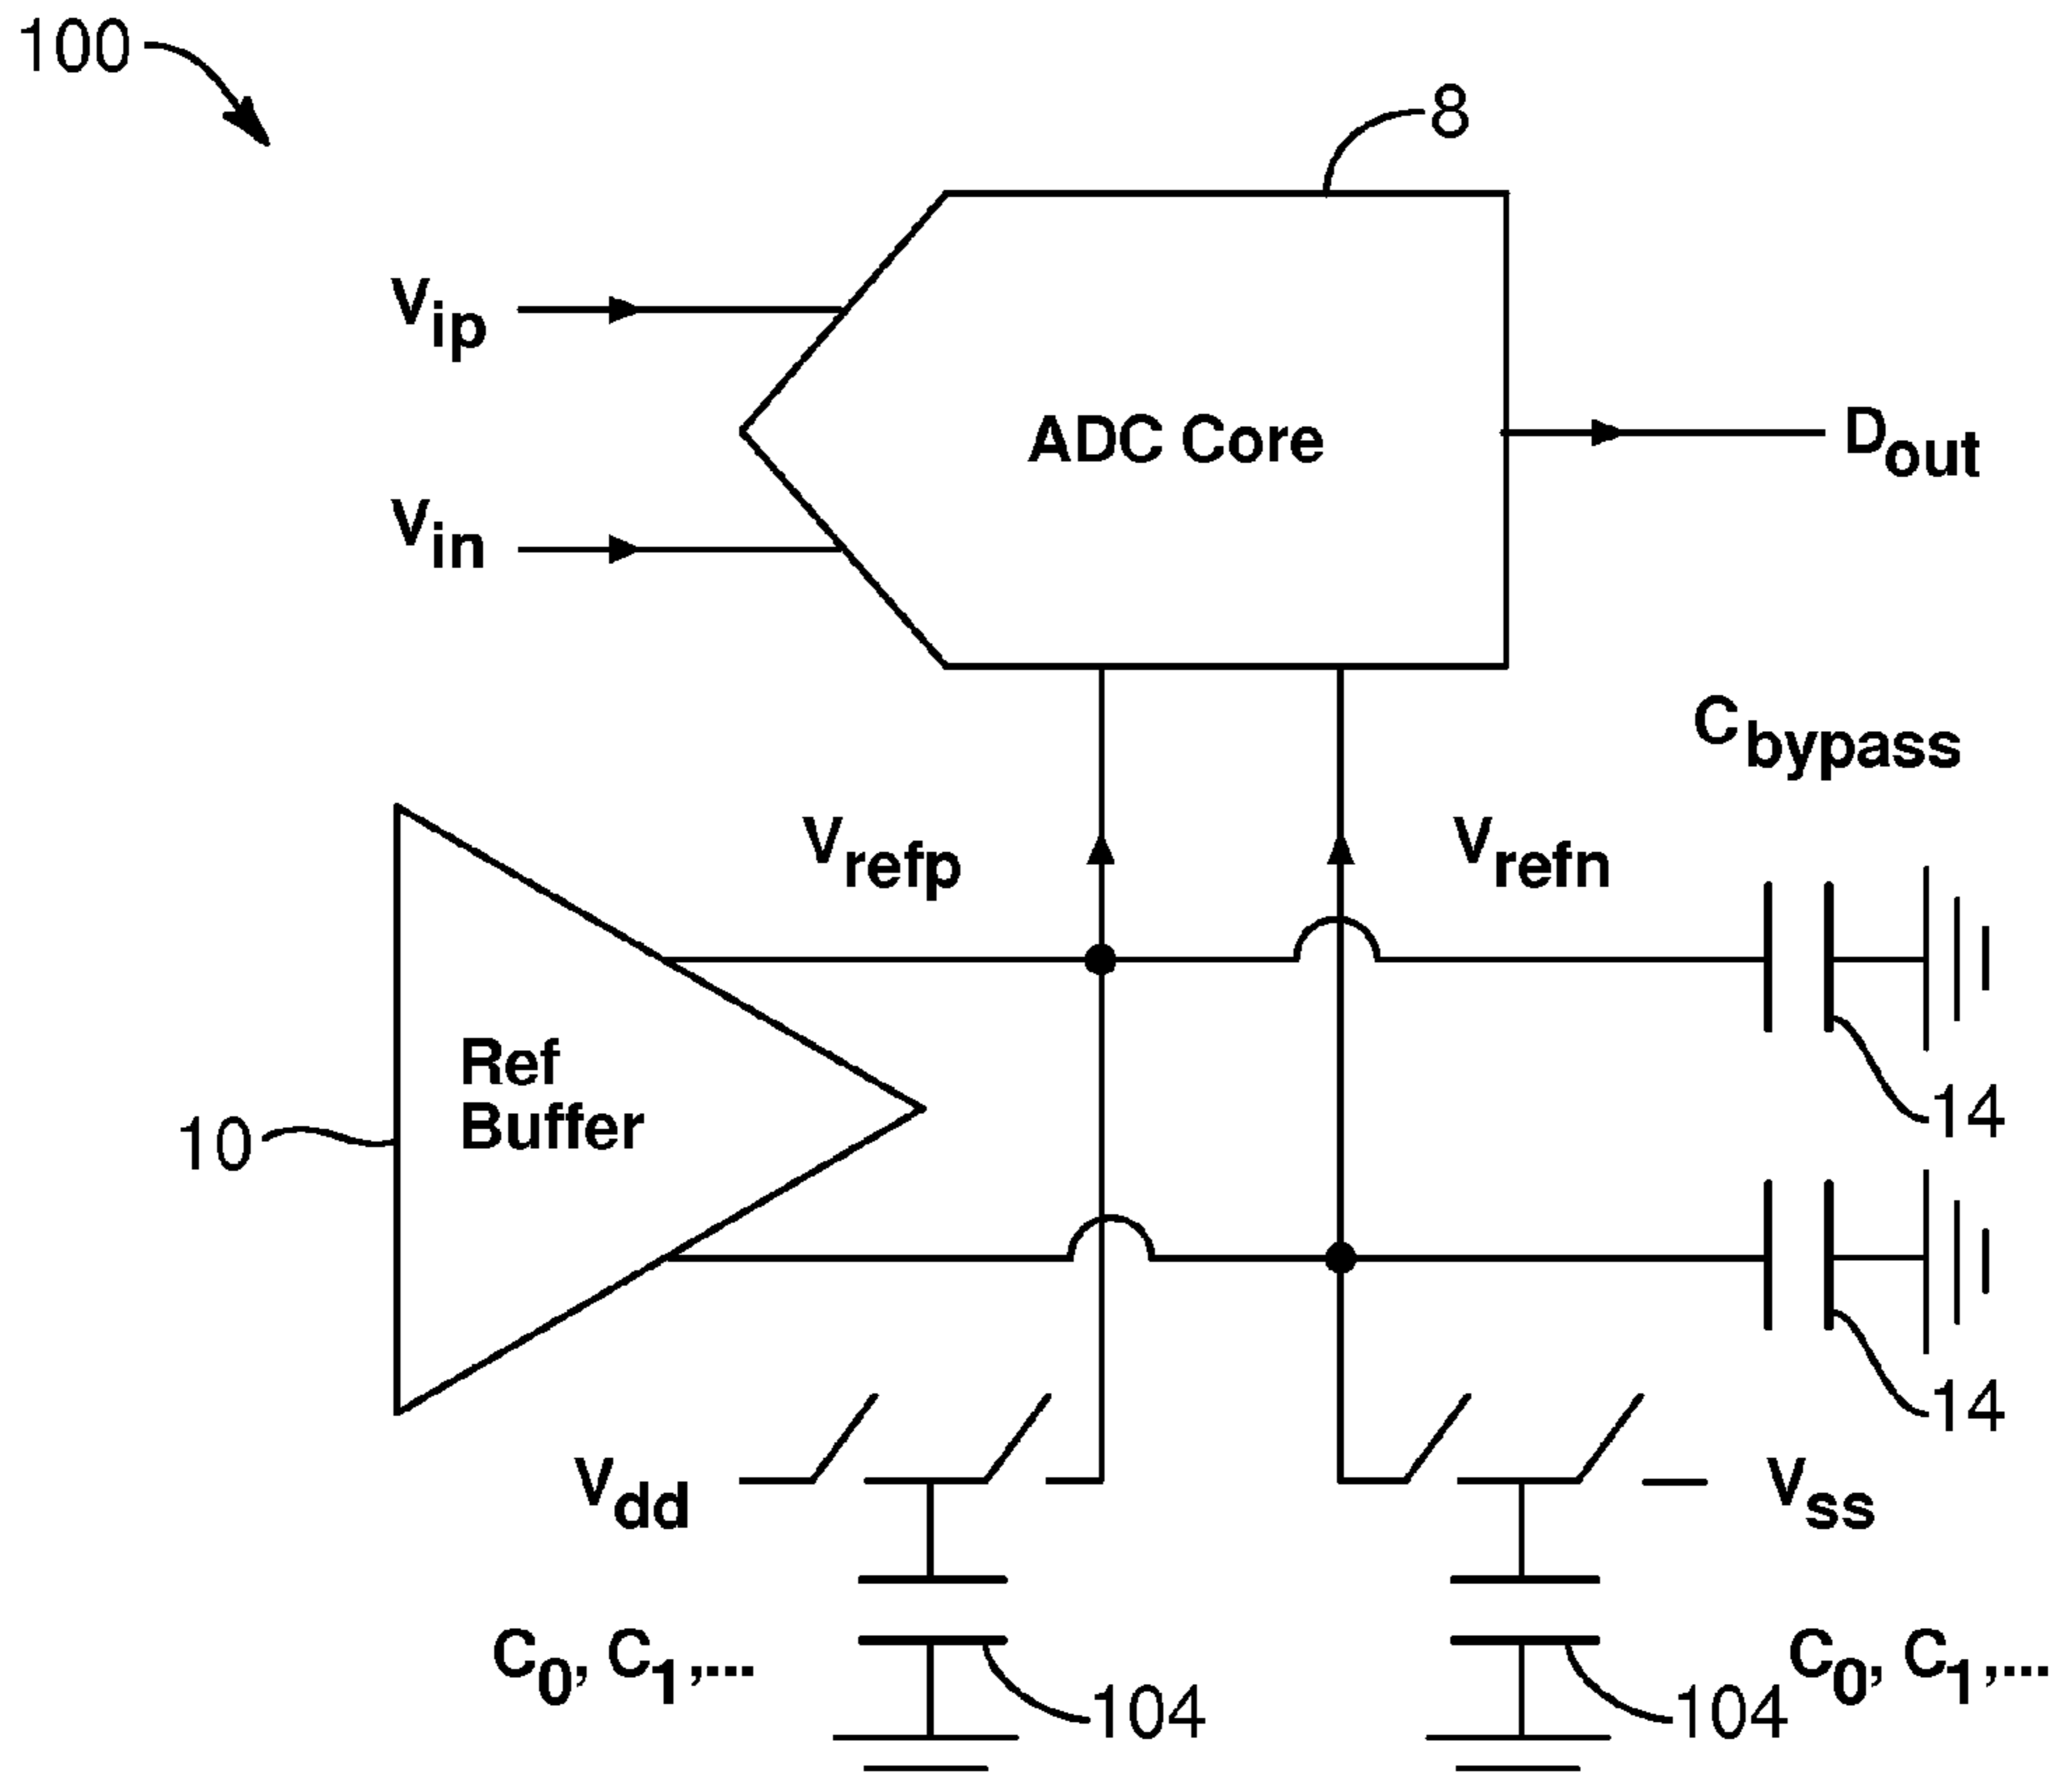 100
8
Vip
ADC Core
Dout
Vin
Cbypass
Vrefp
Vrefn
Ref
Buffer
10
14
14
Vdd
Vss
C0, C1,...
C0, C1,...
104
104